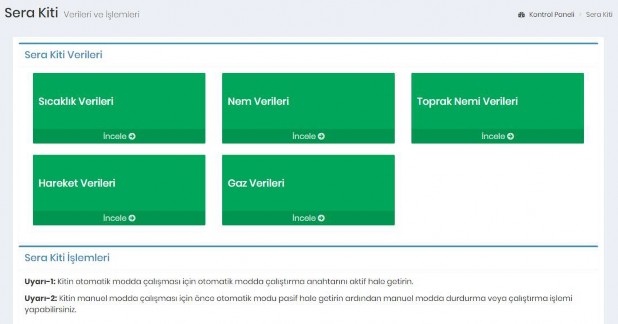 Sera Kiti Verileri ve İşlemleri
Kontrol Paneli > Sera Kiti
Sera Kiti Verileri
Sıcaklık Verileri
Nem Verileri
Toprak Nemi Verileri
İncele
İncele
İncele
Hareket Verileri
Gaz Verileri
İncele
İncele
Sera Kiti İşlemleri
Uyarı-1: Kitin otomatik modda çalışması için otomatik modda çalıştırma anahtarını aktif hale getirin.
Uyarı-2: Kitin manuel modda çalışması için önce otomatik modu pasif hale getirin ardından manuel modda durdurma veya çalıştırma işlemi
yapabilirsiniz.